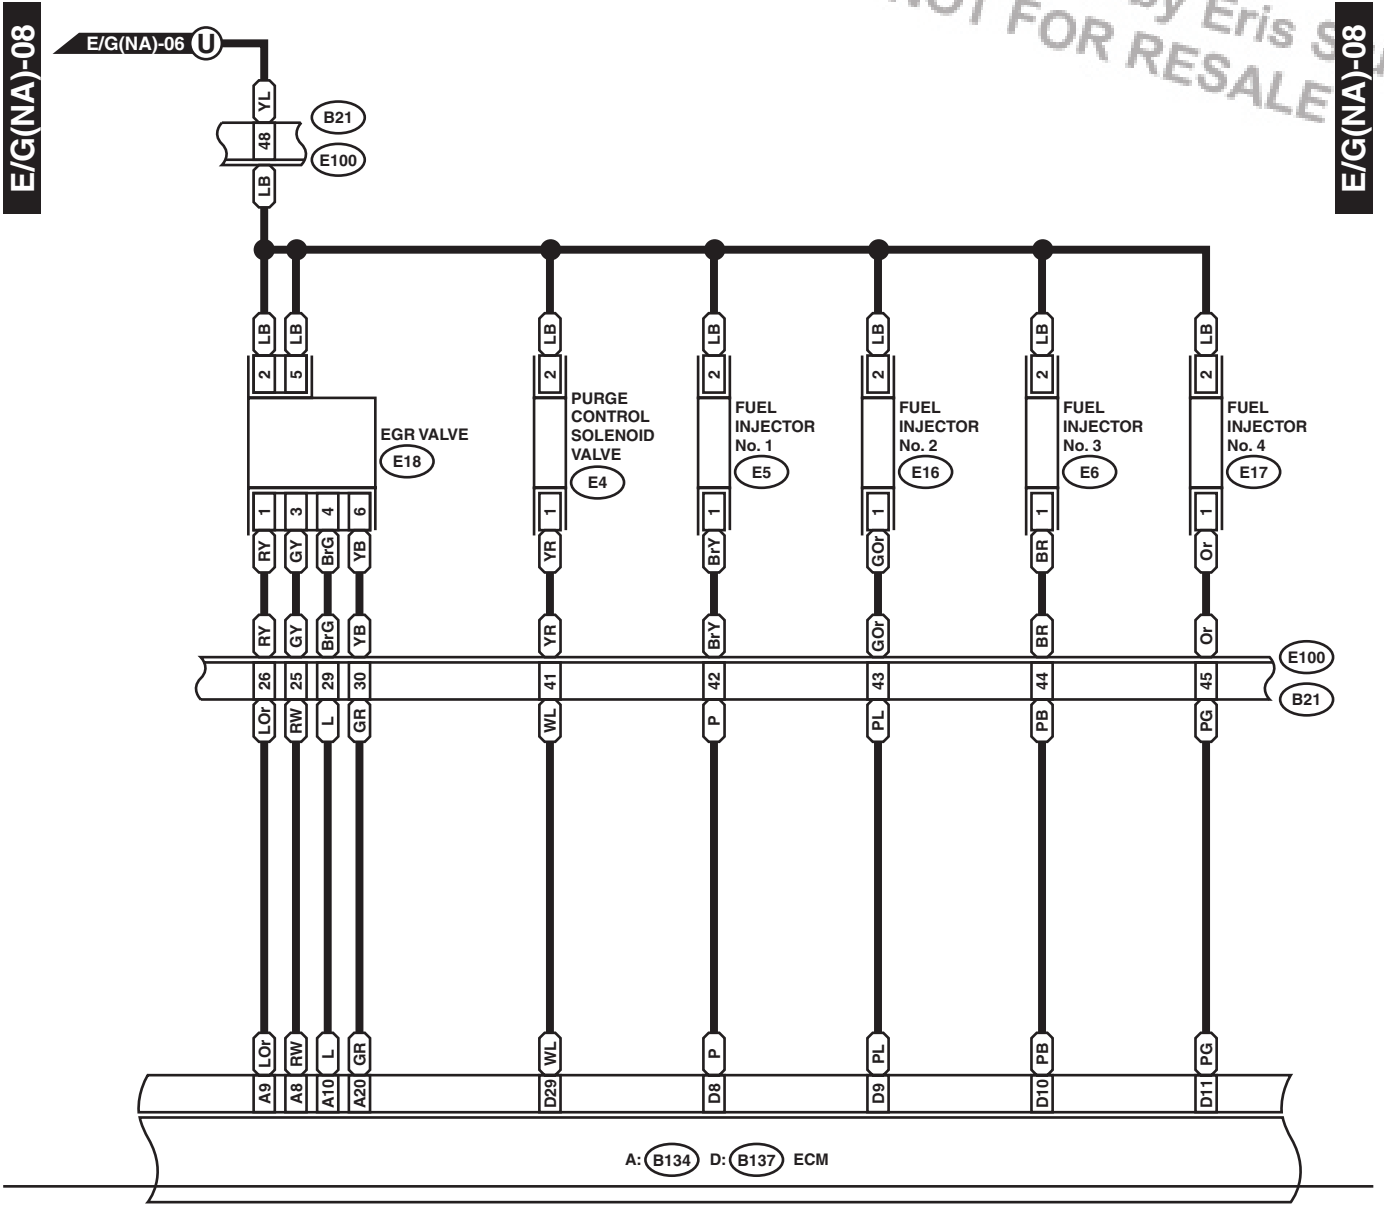 by Eris S
NOT FOR RESALE
E/G(NA)-08
E/G(NA)-08
E/G(NA)-06 U
YL
B21
48
E100
LB
LB LB LB LB LB LB LB
2 5 2 2 2 2 2
EGR VALVE
E18
PURGE
CONTROL
SOLENOID
VALVE
E4
FUEL
INJECTOR
No. 1
E5
FUEL
INJECTOR
No. 2
E16
FUEL
INJECTOR
No. 3
E6
FUEL
INJECTOR
No. 4
E17
1 3 4 6 1 1 1 1 1
RY GY BrG YB YR BrY GOr BR Or
RY GY BrG YB YR BrY GOr BR Or
E100
26 25 29 30 41 42 43 44 45
B21
LOr RW L GR WL P PL PB PG
LOr RW L GR WL P PL PB PG
A9 A8 A10 A20 D29 D8 D9 D10 D11
A: B134 D: B137 ECM